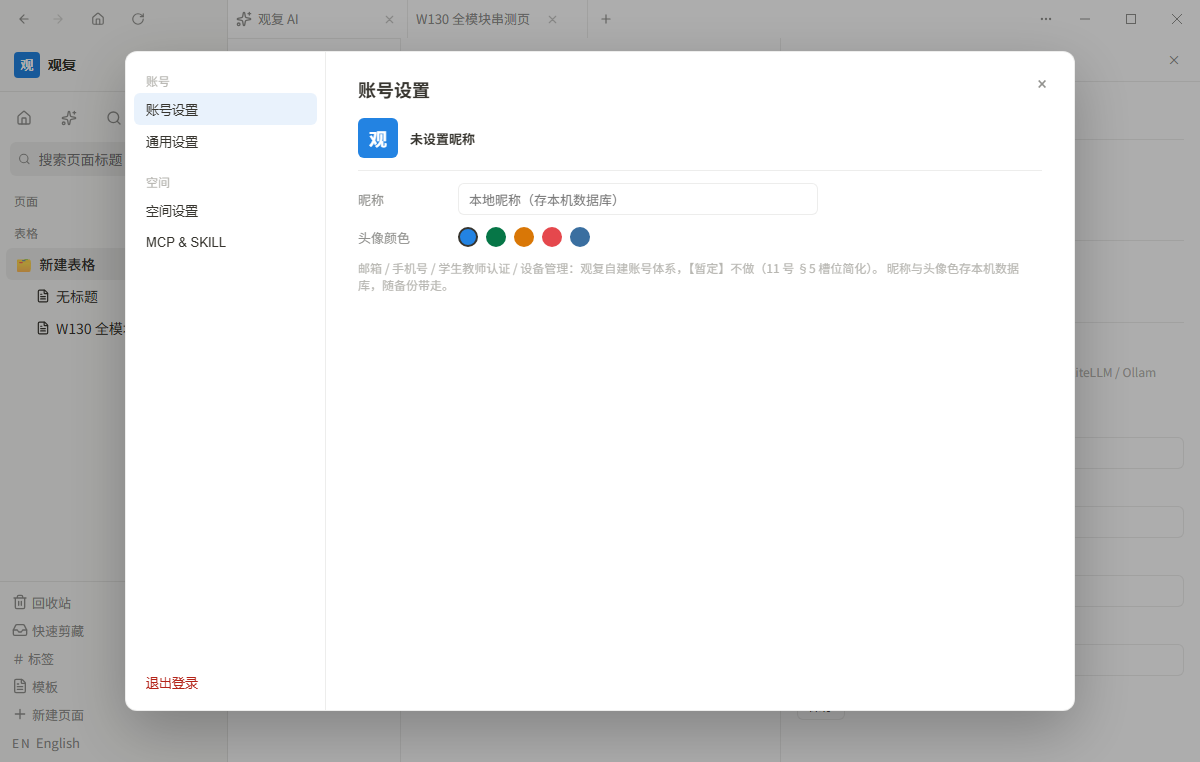 观复 AI
W130 全模块串测页
观 观复
搜索页面标题
页面
表格
新建表格
无标题
W130 全模
回收站
快速剪藏
# 标签
模板
新建页面
EN English
账号
账号设置
通用设置
空间
空间设置
MCP & SKILL
退出登录
账号设置
观 未设置昵称
昵称 本地昵称（存本机数据库）
头像颜色
邮箱 / 手机号 / 学生教师认证 / 设备管理：观复自建账号体系，【暂定】不做（11 号 §5 槽位简化）。 昵称与头像色存本机数据
库，随备份带走。
iteLLM / Ollam